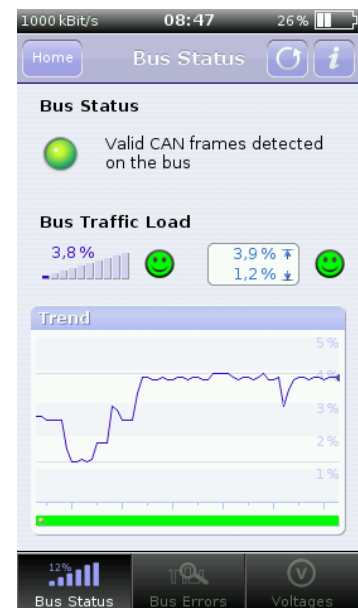 1000 kBit/s 08:47 26%
Home Bus Status i
Bus Status
Valid CAN frames detected
on the bus
Bus Traffic Load
3,8%
3,9%
1,2%
Trend
5%
4%
3%
2%
1%
12% V
Bus Status Bus Errors Voltages